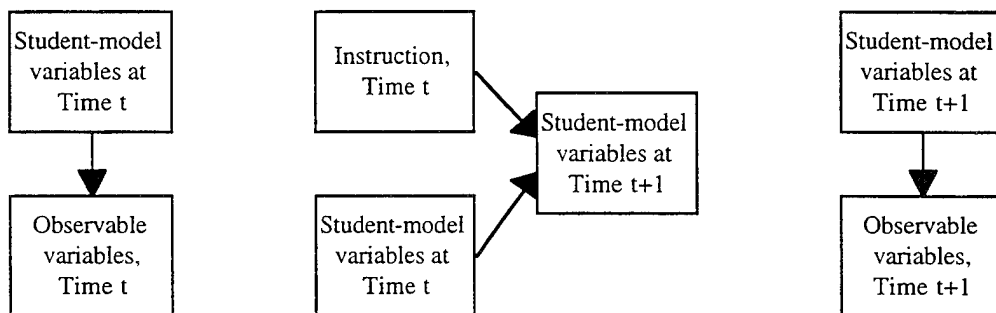 Student-model
variables at
Time t
Observable
variables,
Time t
Instruction,
Time t
Student-model
variables at
Time t
Student-model
variables at
Time t+1
Student-model
variables at
Time t+1
Observable
variables,
Time t+1